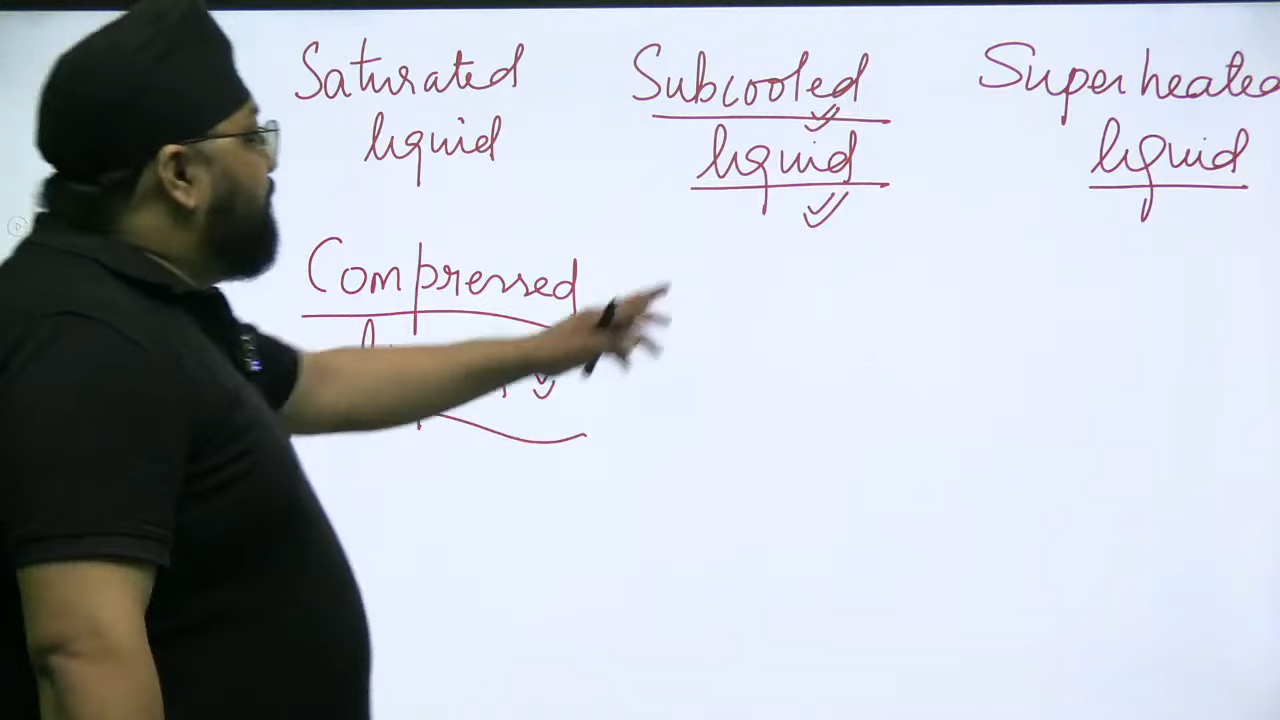 Saturated
liquid
Subcooled
liquid
Superheated
liquid
Compressed